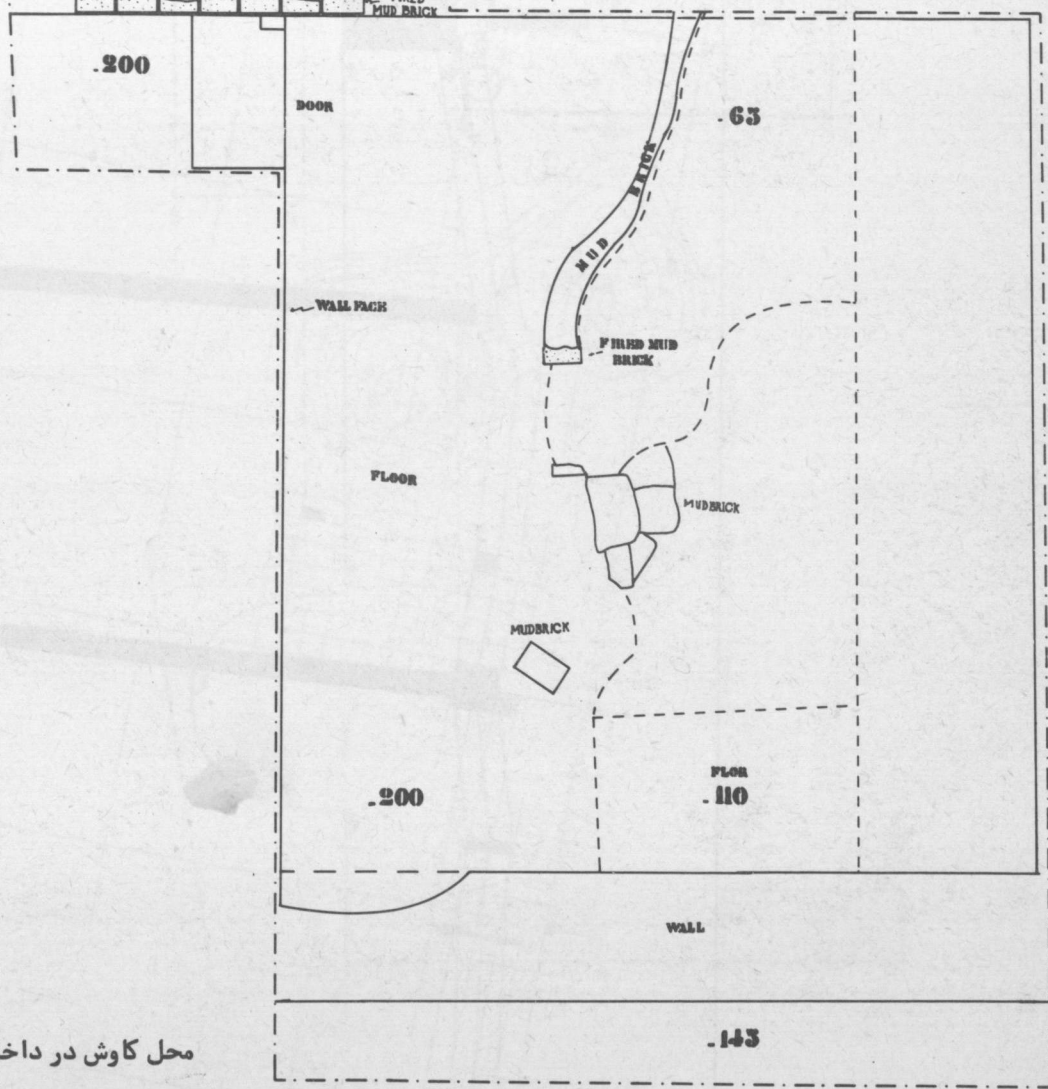 MUD BRICK
.200
DOOR
.63
MUD BRICK
WALL FACE
FIRED MUD
BRICK
FLOOR
MUDBRICK
MUDBRICK
.200
FLOR
.110
WALL
.143
محل کاوش در داخ